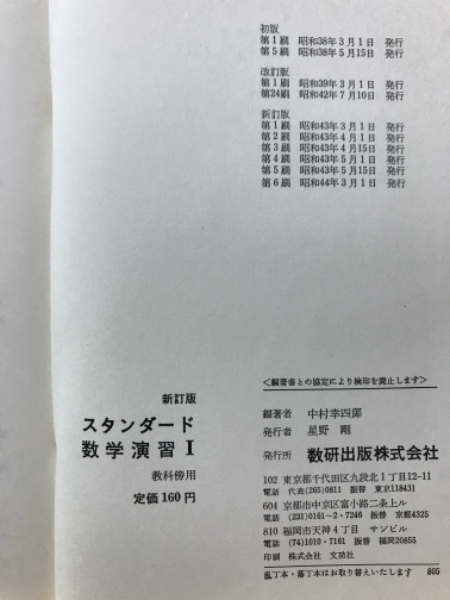 初版
第1刷 昭和38年3月1日 発行
第5刷 昭和38年5月15日 発行
改訂版
第1刷 昭和39年3月1日 発行
第24刷 昭和42年7月10日 発行
新訂版
第1刷 昭和43年3月1日 発行
第2刷 昭和43年4月1日 発行
第3刷 昭和43年4月15日 発行
第4刷 昭和43年5月1日 発行
第5刷 昭和43年5月15日 発行
第6刷 昭和44年3月1日 発行
新訂版
スタンダード
数学演習 I
教科傍用
定価160円
<編著者との協定により検印を廃止します>
編著者 中村幸四郎
発行者 星野 剛
発行所 数研出版株式会社
102 東京都千代田区九段北1丁目12-11
電話 代表(265)0811 振替 東京118431
604 京都市中京区富小路二条上ル
電話 (231)0161~2・7246 振替 京都4325
810 福岡市天神4丁目 サンビル
電話 (74)1010・7161 振替 福岡20855
印刷 株式会社 文功社
乱丁本・落丁本はお取り替えいたします 805